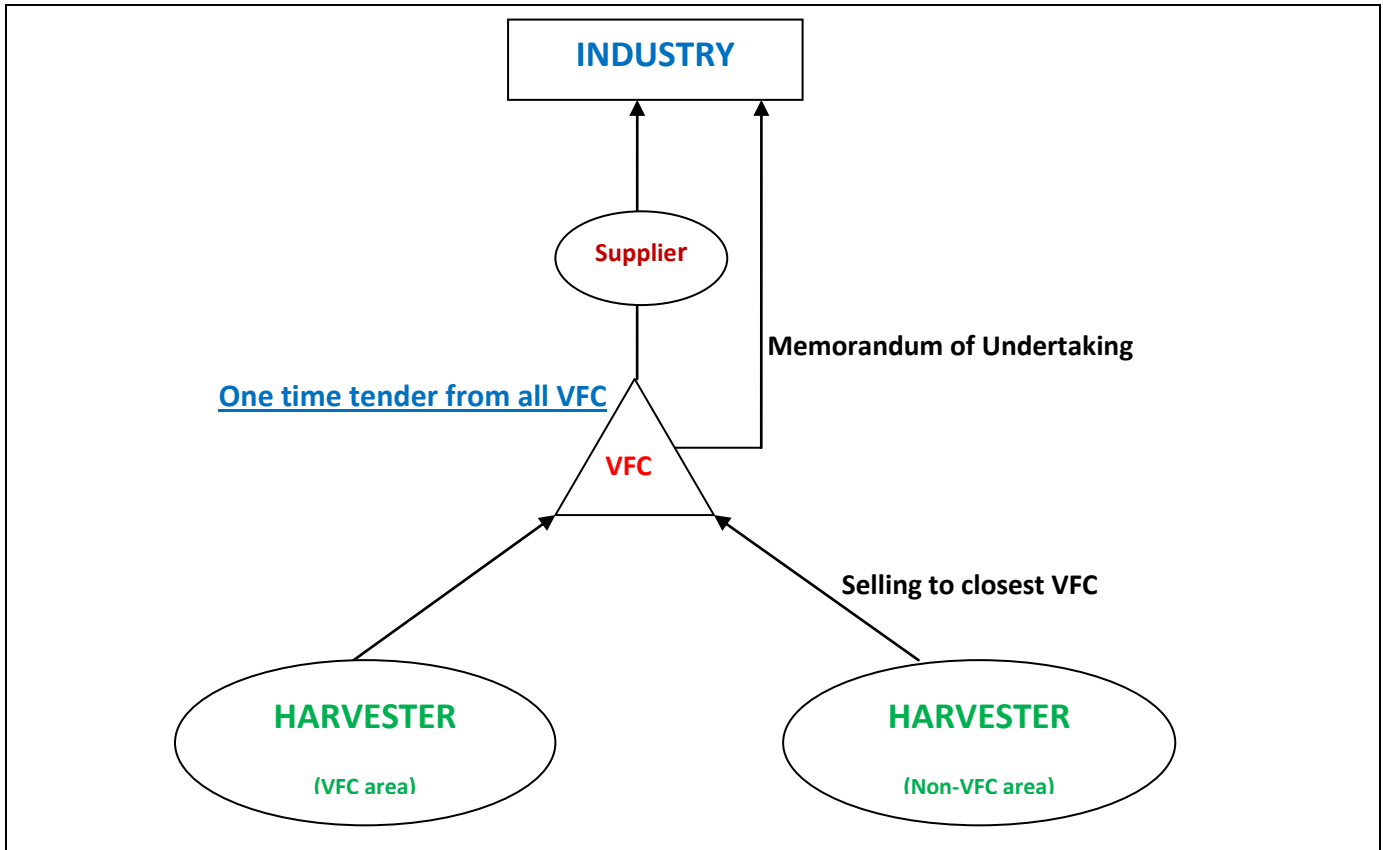 INDUSTRY
Supplier
Memorandum of Undertaking
One time tender from all VFC
VFC
Selling to closest VFC
HARVESTER
(VFC area)
HARVESTER
(Non-VFC area)